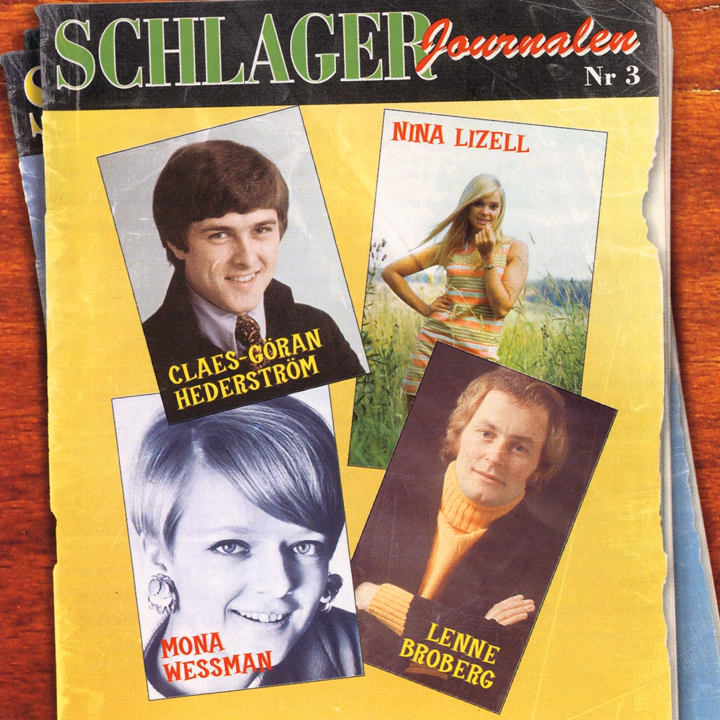 SCHLAGER Journalen
Nr 3
NINA LIZELL
CLAES-GÖRAN
HEDERSTRÖM
MONA
WESSMAN
LENNE
BROBERG